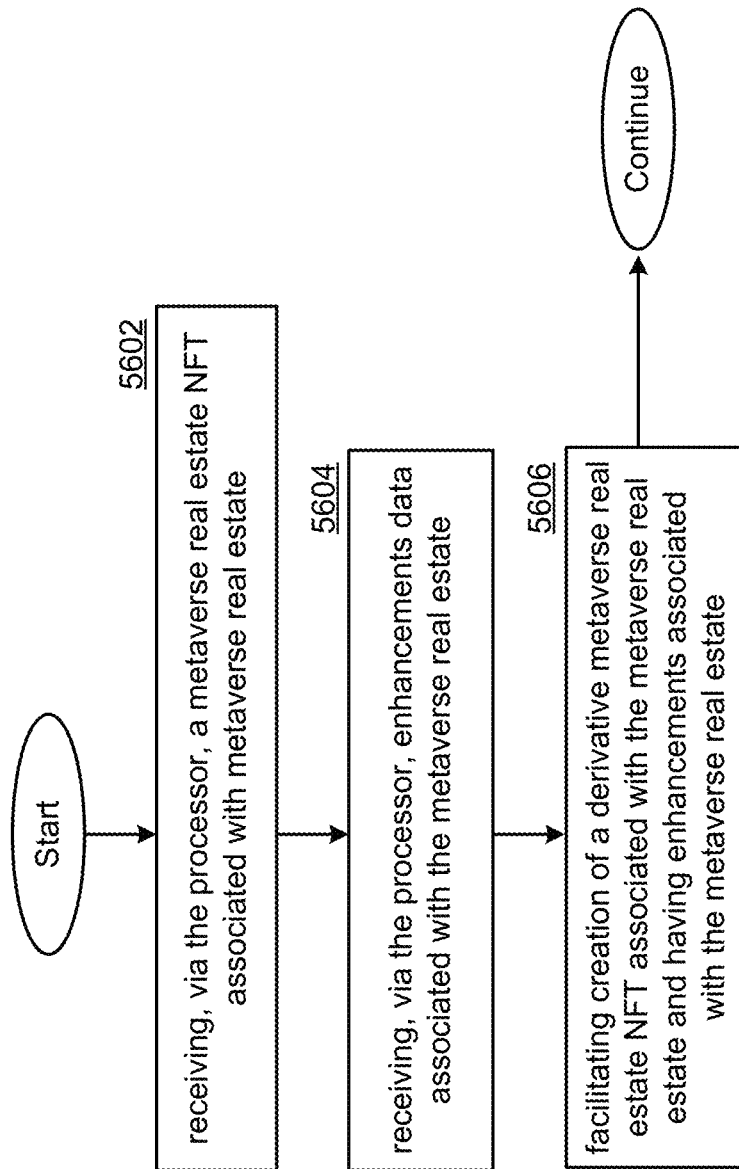 Start
5602
receiving, via the processor, a metaverse real estate NFT
associated with metaverse real estate
5604
receiving, via the processor, enhancements data
associated with the metaverse real estate
5606
facilitating creation of a derivative metaverse real
estate NFT associated with the metaverse real
estate and having enhancements associated
with the metaverse real estate
Continue